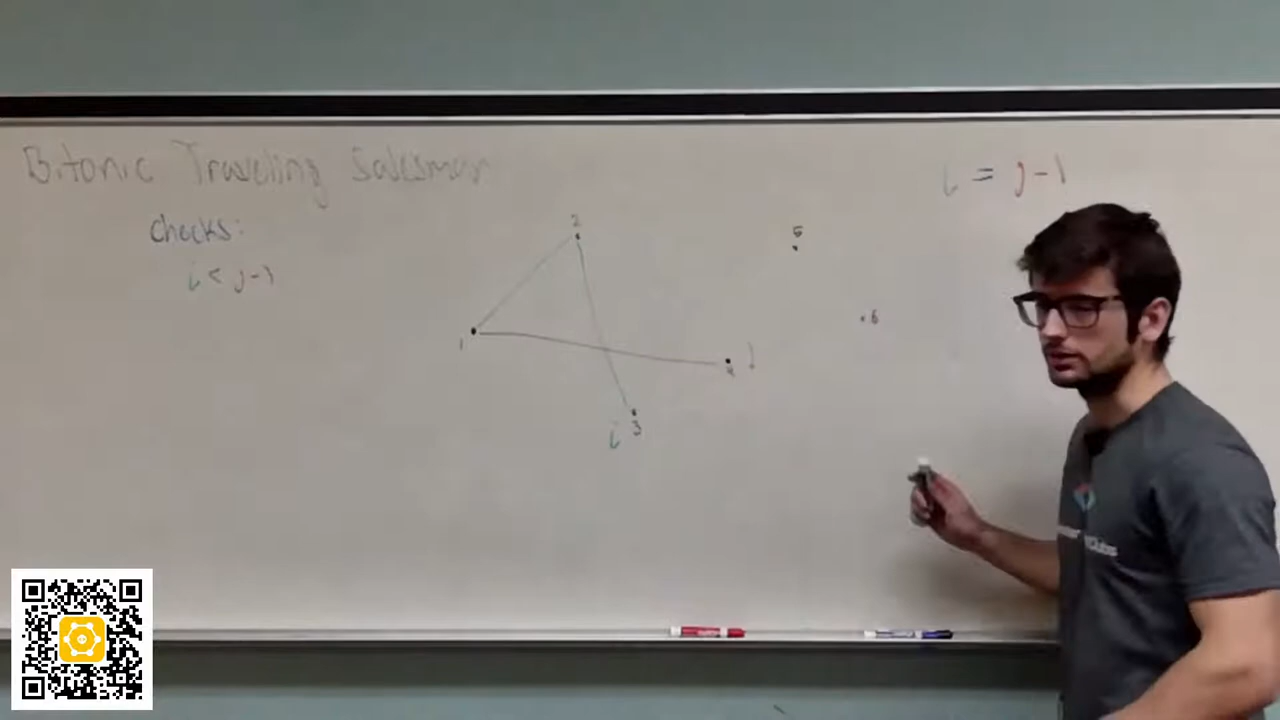 Bitonic Traveling Salesman
i = j-1
Checks:
i < j-1
2
5
6
1
4 j
i 3